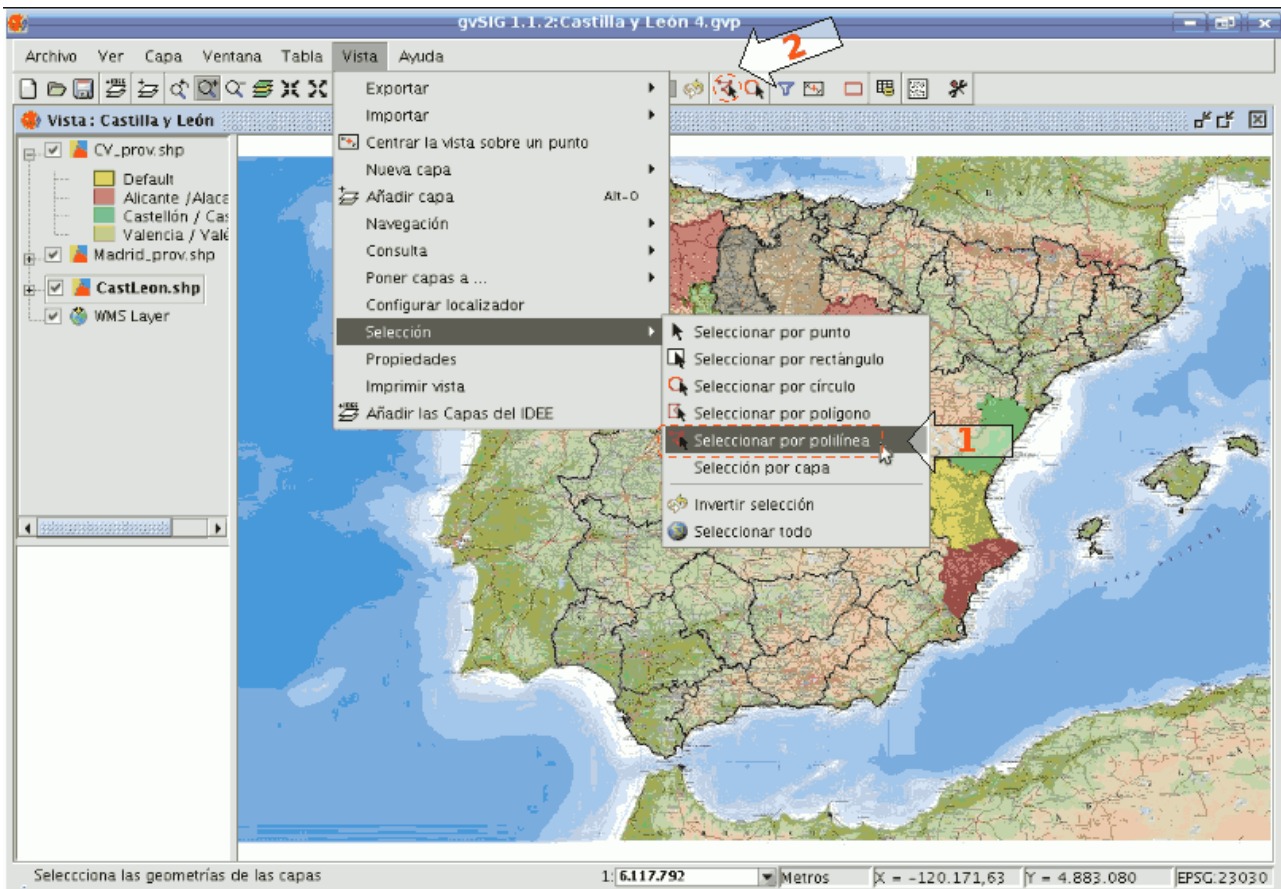 gvSIG 1.1.2:Castilla y León 4.gvp
Archivo Ver Capa Ventana Tabla Vista Ayuda
2
Vista : Castilla y León
CV_prov.shp
Default
Alicante /Alaca
Castellón / Cas
Valencia / Valè
Madrid_prov.shp
CastLeon.shp
WMS Layer
Exportar
Importar
Centrar la vista sobre un punto
Nueva capa
Añadir capa Alt-O
Navegación
Consulta
Poner capas a ...
Configurar localizador
Selección
Propiedades
Imprimir vista
Añadir las Capas del IDEE
Seleccionar por punto
Seleccionar por rectángulo
Seleccionar por círculo
Seleccionar por polígono
Seleccionar por polilínea
1
Selección por capa
Invertir selección
Seleccionar todo
Seleccciona las geometrías de las capas 1: 6.117.792 Metros X = -120.171,63 Y = 4.883.080 EPSG:23030